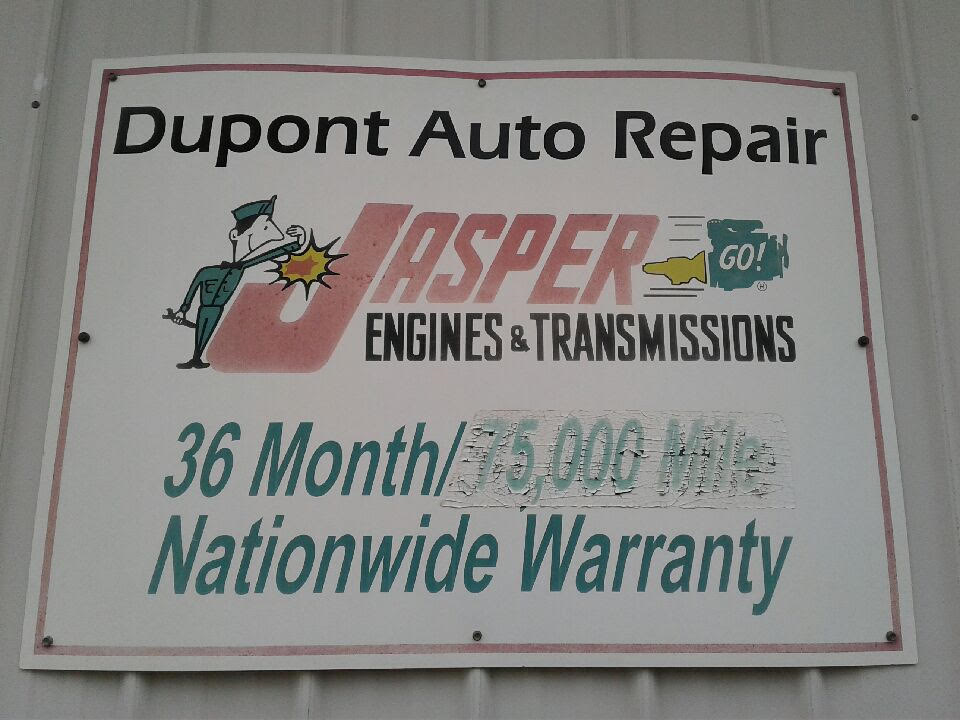 Dupont Auto Repair
JASPER
GO!
ENGINES & TRANSMISSIONS
36 Month/ 75,000 Mile
Nationwide Warranty